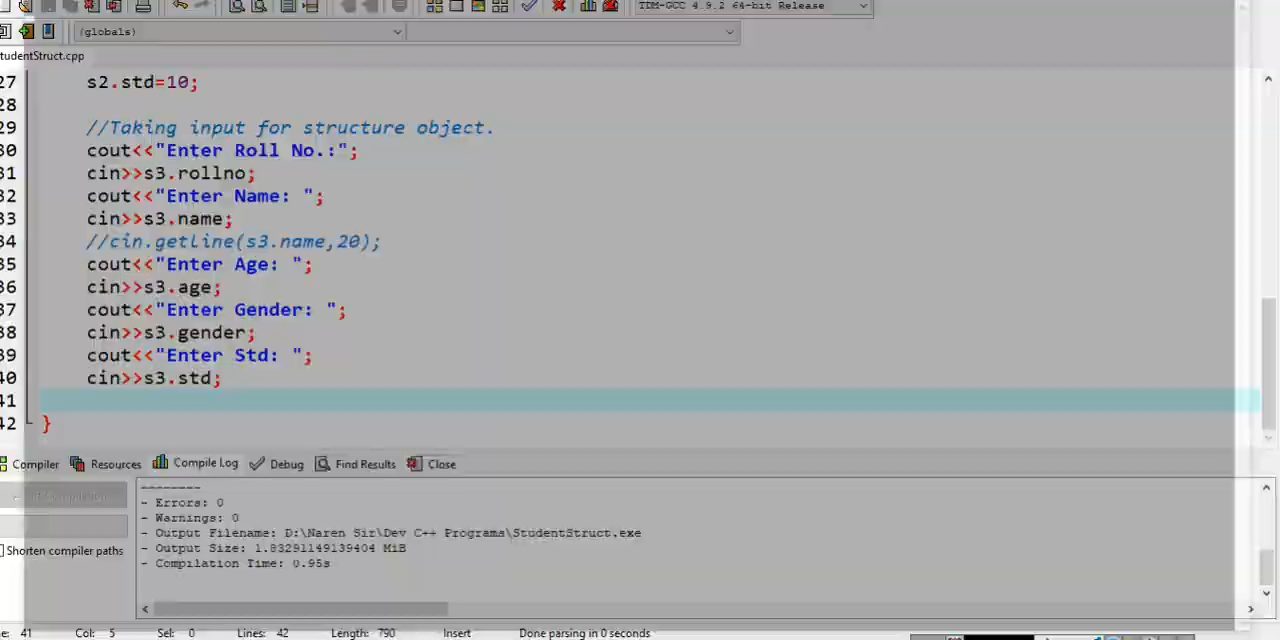 TDM-GCC 4.9.2 64-bit Release
(globals)
tudentStruct.cpp
27 s2.std=10;
28
29 //Taking input for structure object.
30 cout<<"Enter Roll No.:";
31 cin>>s3.rollno;
32 cout<<"Enter Name: ";
33 cin>>s3.name;
34 //cin.getline(s3.name,20);
35 cout<<"Enter Age: ";
36 cin>>s3.age;
37 cout<<"Enter Gender: ";
38 cin>>s3.gender;
39 cout<<"Enter Std: ";
40 cin>>s3.std;
41
42 }
Compiler Resources Compile Log Debug Find Results Close
--------
- Errors: 0
- Warnings: 0
- Output Filename: D:\Naren Sir\Dev C++ Programs\StudentStruct.exe
- Output Size: 1.83291149139404 MiB
- Compilation Time: 0.95s
Shorten compiler paths
e: 41 Col: 5 Sel: 0 Lines: 42 Length: 790 Insert Done parsing in 0 seconds